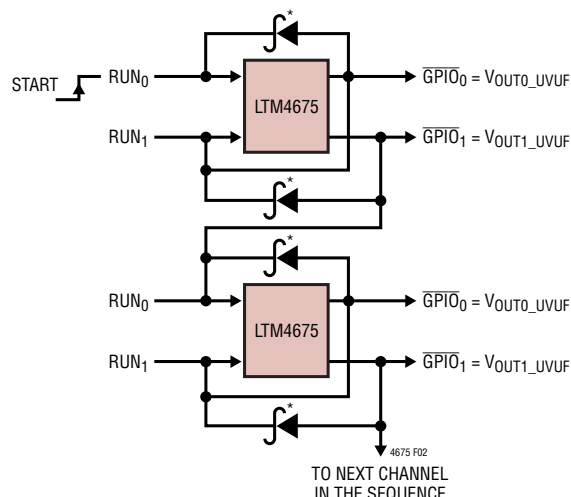 *
START
RUN0
LTM4675
GPIO0 = VOUT0_UVUF
RUN1
GPIO1 = VOUT1_UVUF
*
*
RUN0
LTM4675
GPIO0 = VOUT0_UVUF
RUN1
GPIO1 = VOUT1_UVUF
*
4675 F02
TO NEXT CHANNEL
IN THE SEQUENCE